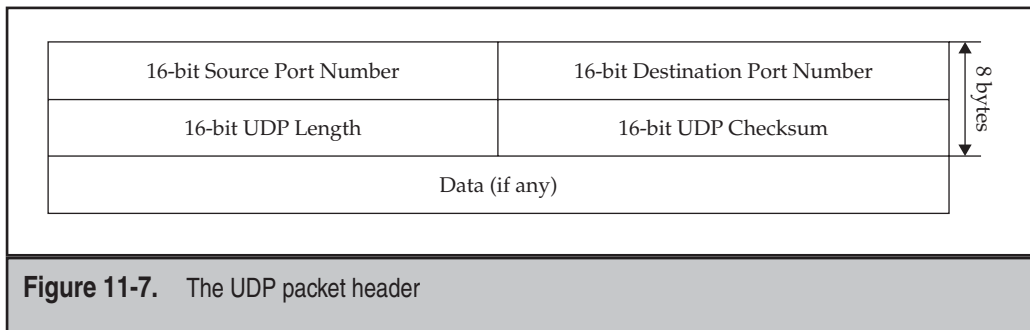 16-bit Source Port Number
16-bit Destination Port Number
16-bit UDP Length
16-bit UDP Checksum
8 bytes
Data (if any)
Figure 11-7. The UDP packet header